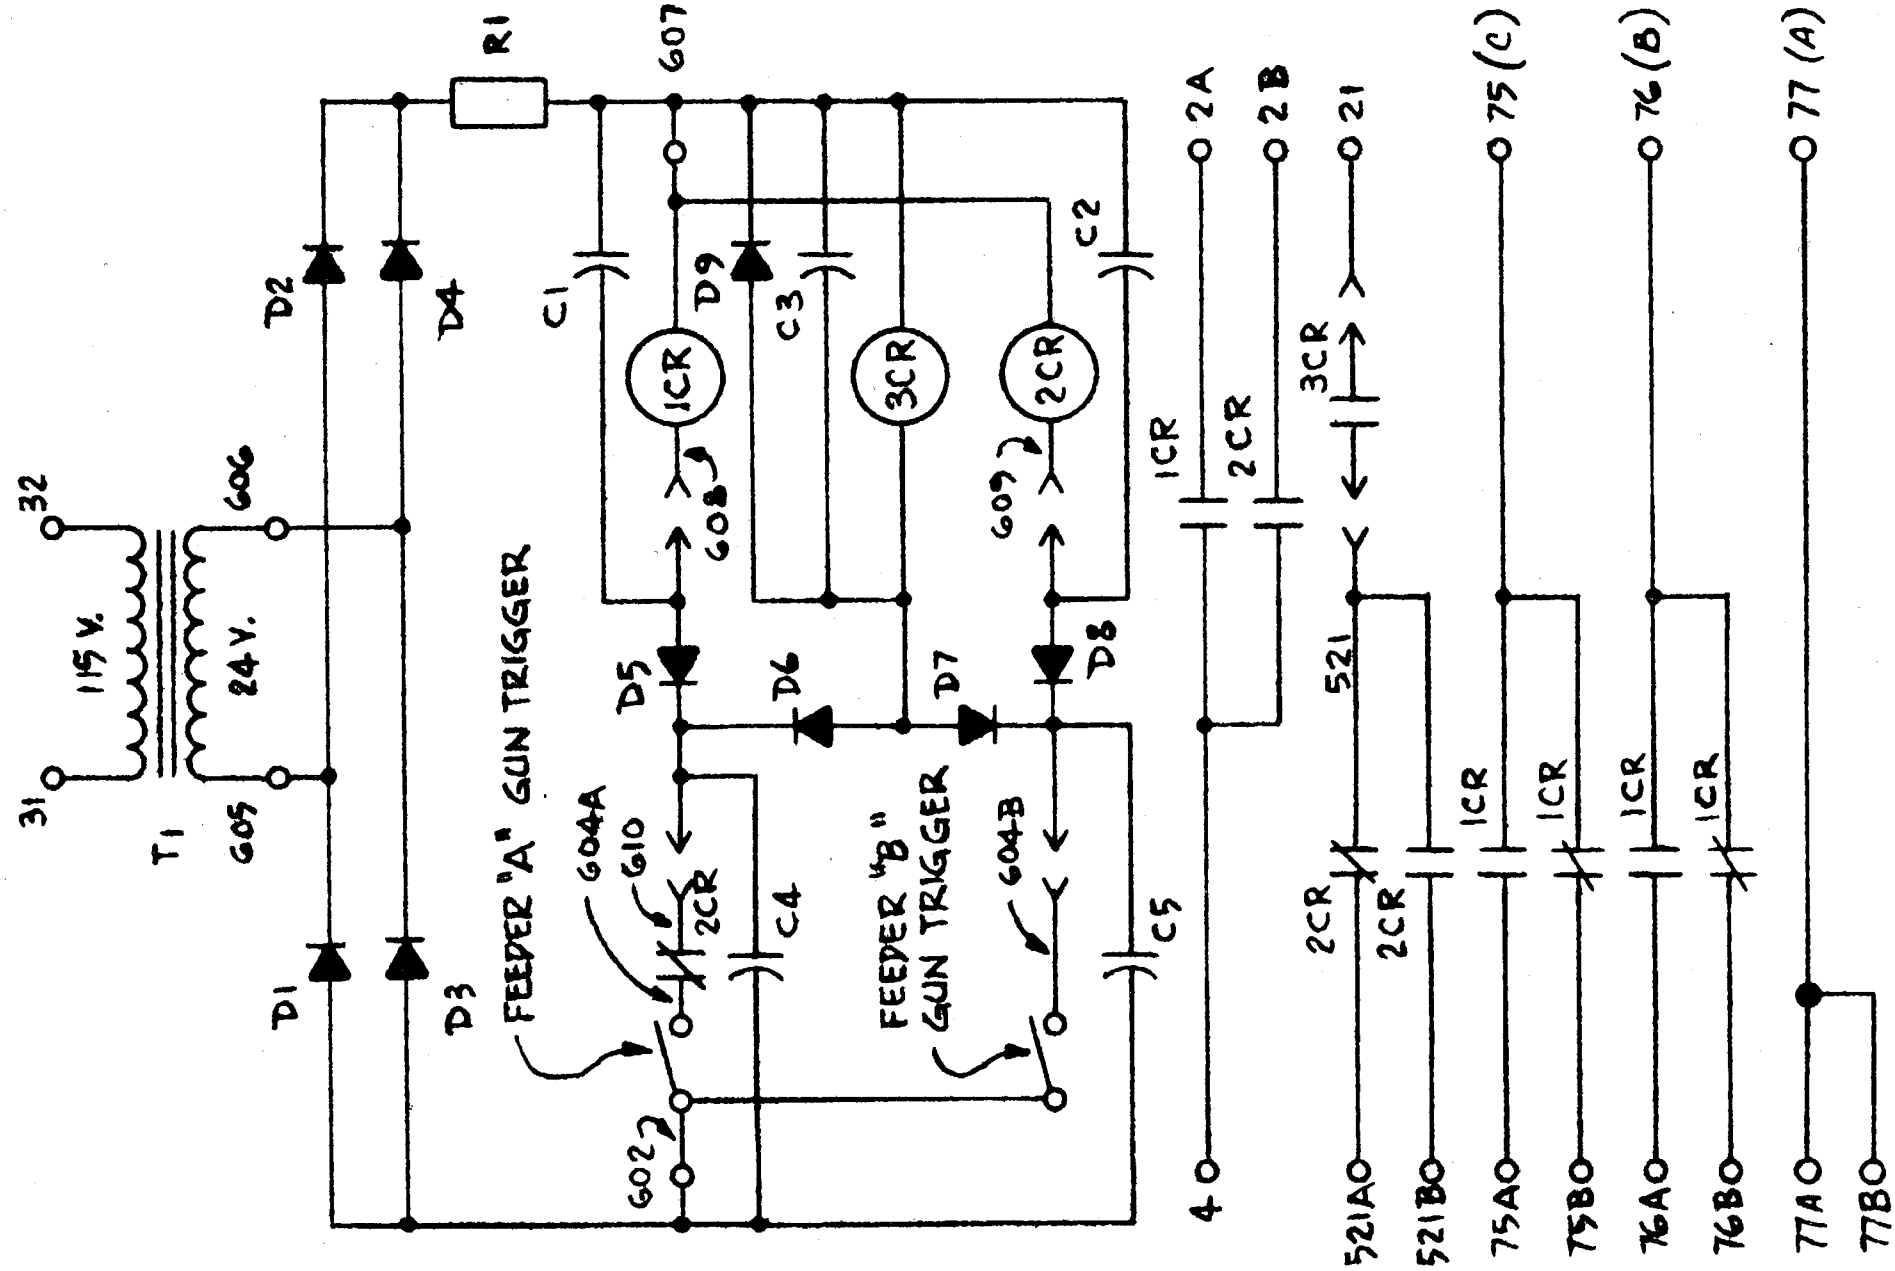 31
32
115 V.
T1
24 V.
605
606
D1
D2
D3
D4
R1
FEEDER "A" GUN TRIGGER
604A
610
2CR
602
C4
D5
608
1CR
C1
607
D6
D9
C3
3CR
D7
FEEDER "B"
GUN TRIGGER
604B
C5
D8
609
2CR
C2
4
1CR
2A
2CR
2B
521A
2CR
521
3CR
21
521B
2CR
75A
1CR
75 (C)
75B
1CR
76A
1CR
76 (B)
76B
1CR
77A
77 (A)
77B